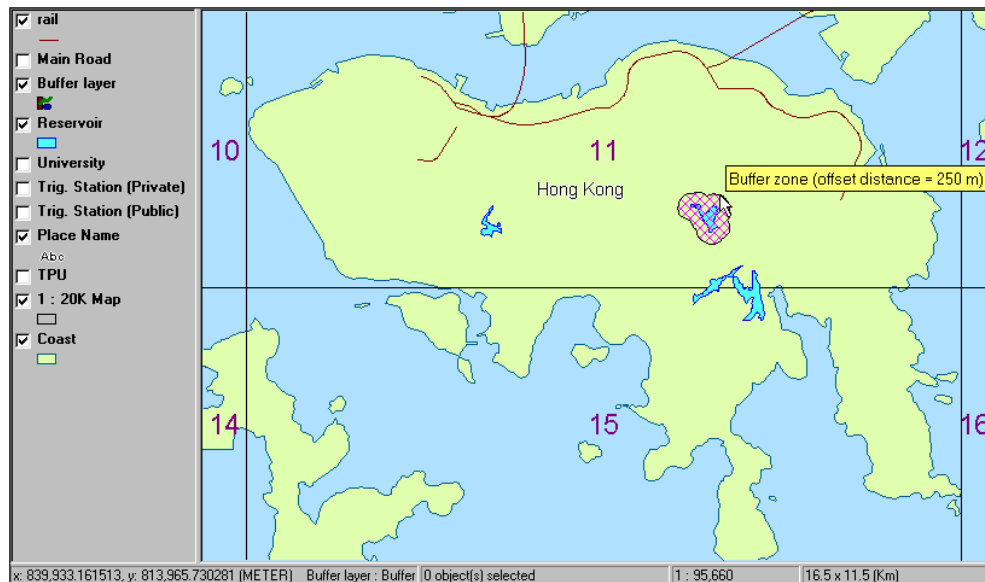 rail
Main Road
Buffer layer
Reservoir
University
Trig. Station (Private)
Trig. Station (Public)
Place Name
Abc
TPU
1 : 20K Map
Coast
10
11
12
Buffer zone (offset distance = 250 m)
Hong Kong
14
15
16
x: 839,933.161513, y: 813,965.730281 (METER) Buffer layer : Buffer 0 object(s) selected 1 : 95,660 16.5 x 11.5 (Km)